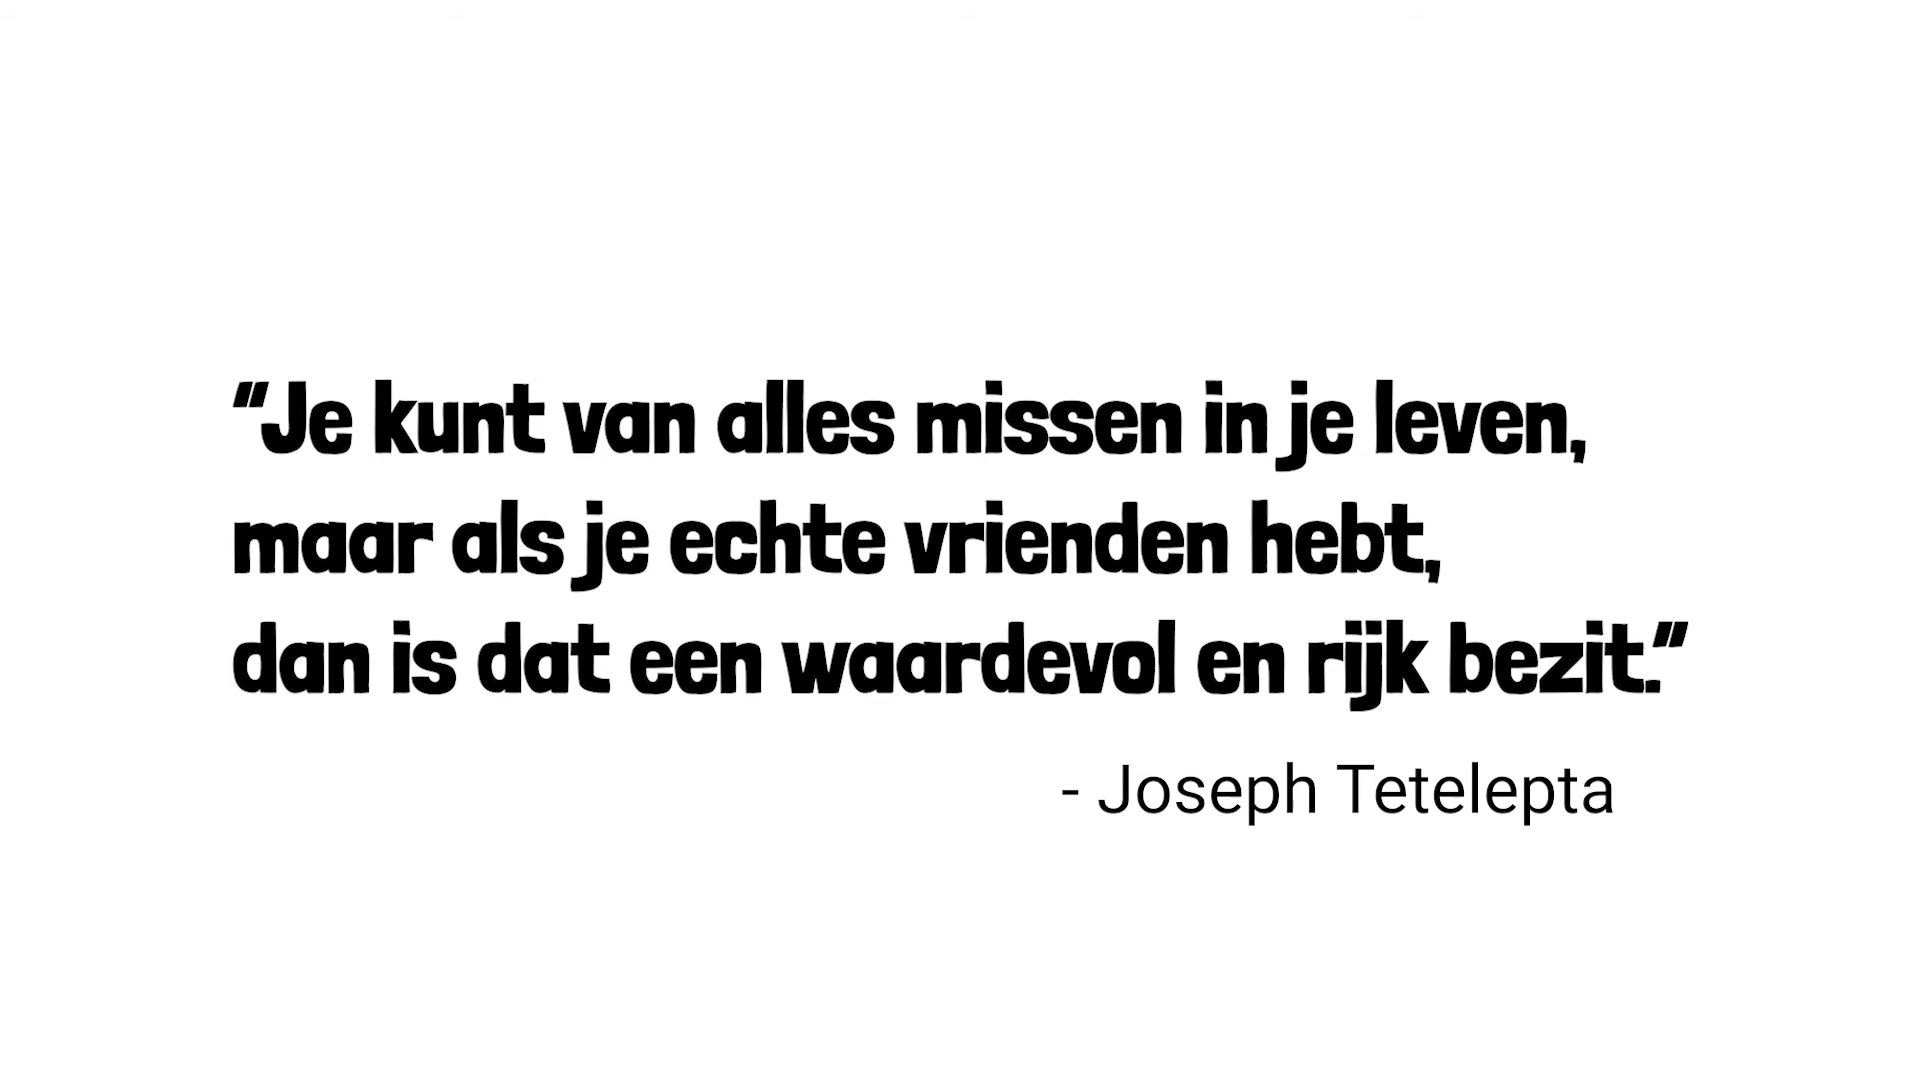 “Je kunt van alles missen in je leven,
maar als je echte vrienden hebt,
dan is dat een waardevol en rijk bezit.”
- Joseph Tetelepta